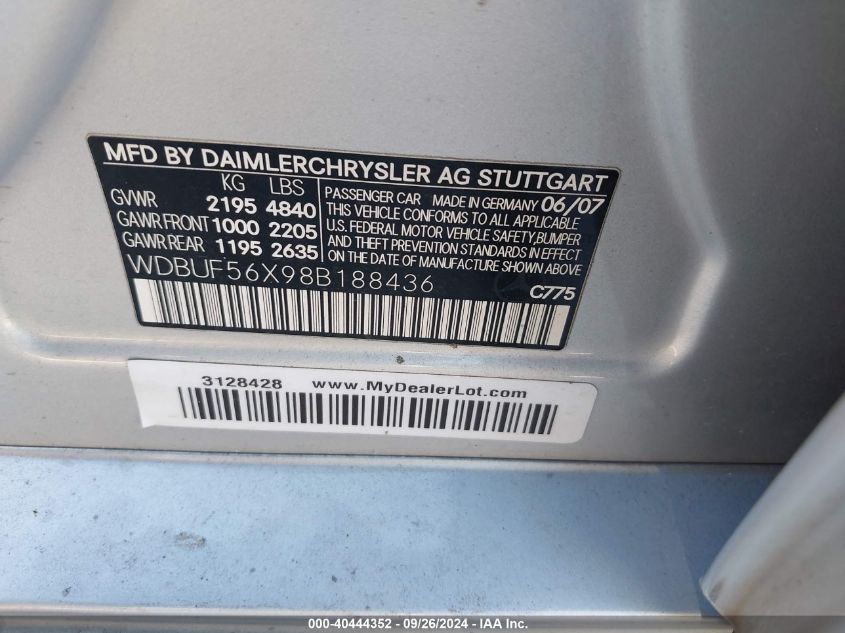 MFD BY DAIMLERCHRYSLER AG STUTTGART
KG LBS
GVWR 2195 4840
GAWR FRONT 1000 2205
GAWR REAR 1195 2635
PASSENGER CAR MADE IN GERMANY 06/07
THIS VEHICLE CONFORMS TO ALL APPLICABLE
U.S. FEDERAL MOTOR VEHICLE SAFETY, BUMPER
AND THEFT PREVENTION STANDARDS IN EFFECT
ON THE DATE OF MANUFACTURE SHOWN ABOVE
WDBUF56X98B188436
C775
3128428 www.MyDealerLot.com
000-40444352 - 09/26/2024 - IAA Inc.